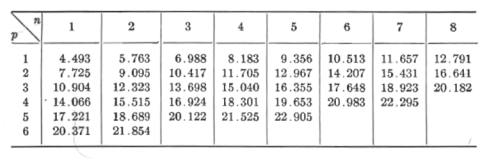 n
p 1 2 3 4 5 6 7 8
1 4.493 5.763 6.988 8.183 9.356 10.513 11.657 12.791
2 7.725 9.095 10.417 11.705 12.967 14.207 15.431 16.641
3 10.904 12.323 13.698 15.040 16.355 17.648 18.923 20.182
4 14.066 15.515 16.924 18.301 19.653 20.983 22.295
5 17.221 18.689 20.122 21.525 22.905
6 20.371 21.854